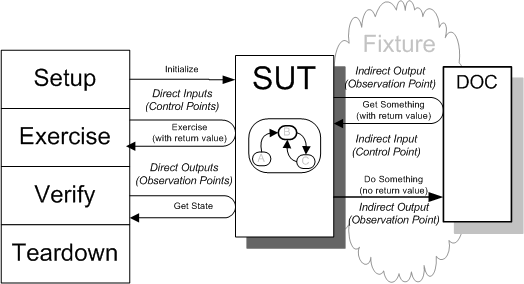 Setup
Exercise
Verify
Teardown
Initialize
Direct Inputs
(Control Points)
Exercise
(with return value)
Direct Outputs
(Observation Points)
Get State
SUT
A
B
C
Fixture
Indirect Output
(Observation Point)
Get Something
(with return value)
Indirect Input
(Control Point)
Do Something
(no return value)
Indirect Output
(Observation Point)
DOC